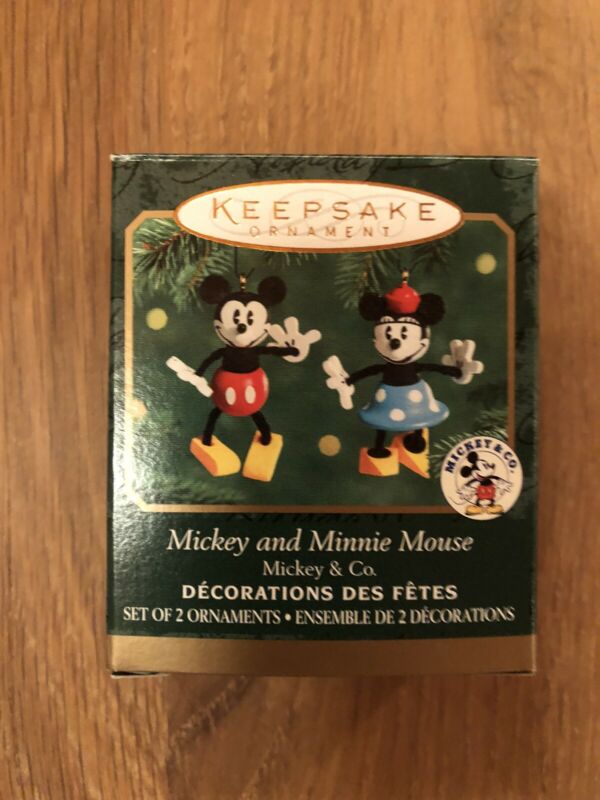 KEEPSAKE
ORNAMENT
MICKEY & CO.
Mickey and Minnie Mouse
Mickey & Co.
DÉCORATIONS DES FÊTES
SET OF 2 ORNAMENTS • ENSEMBLE DE 2 DÉCORATIONS